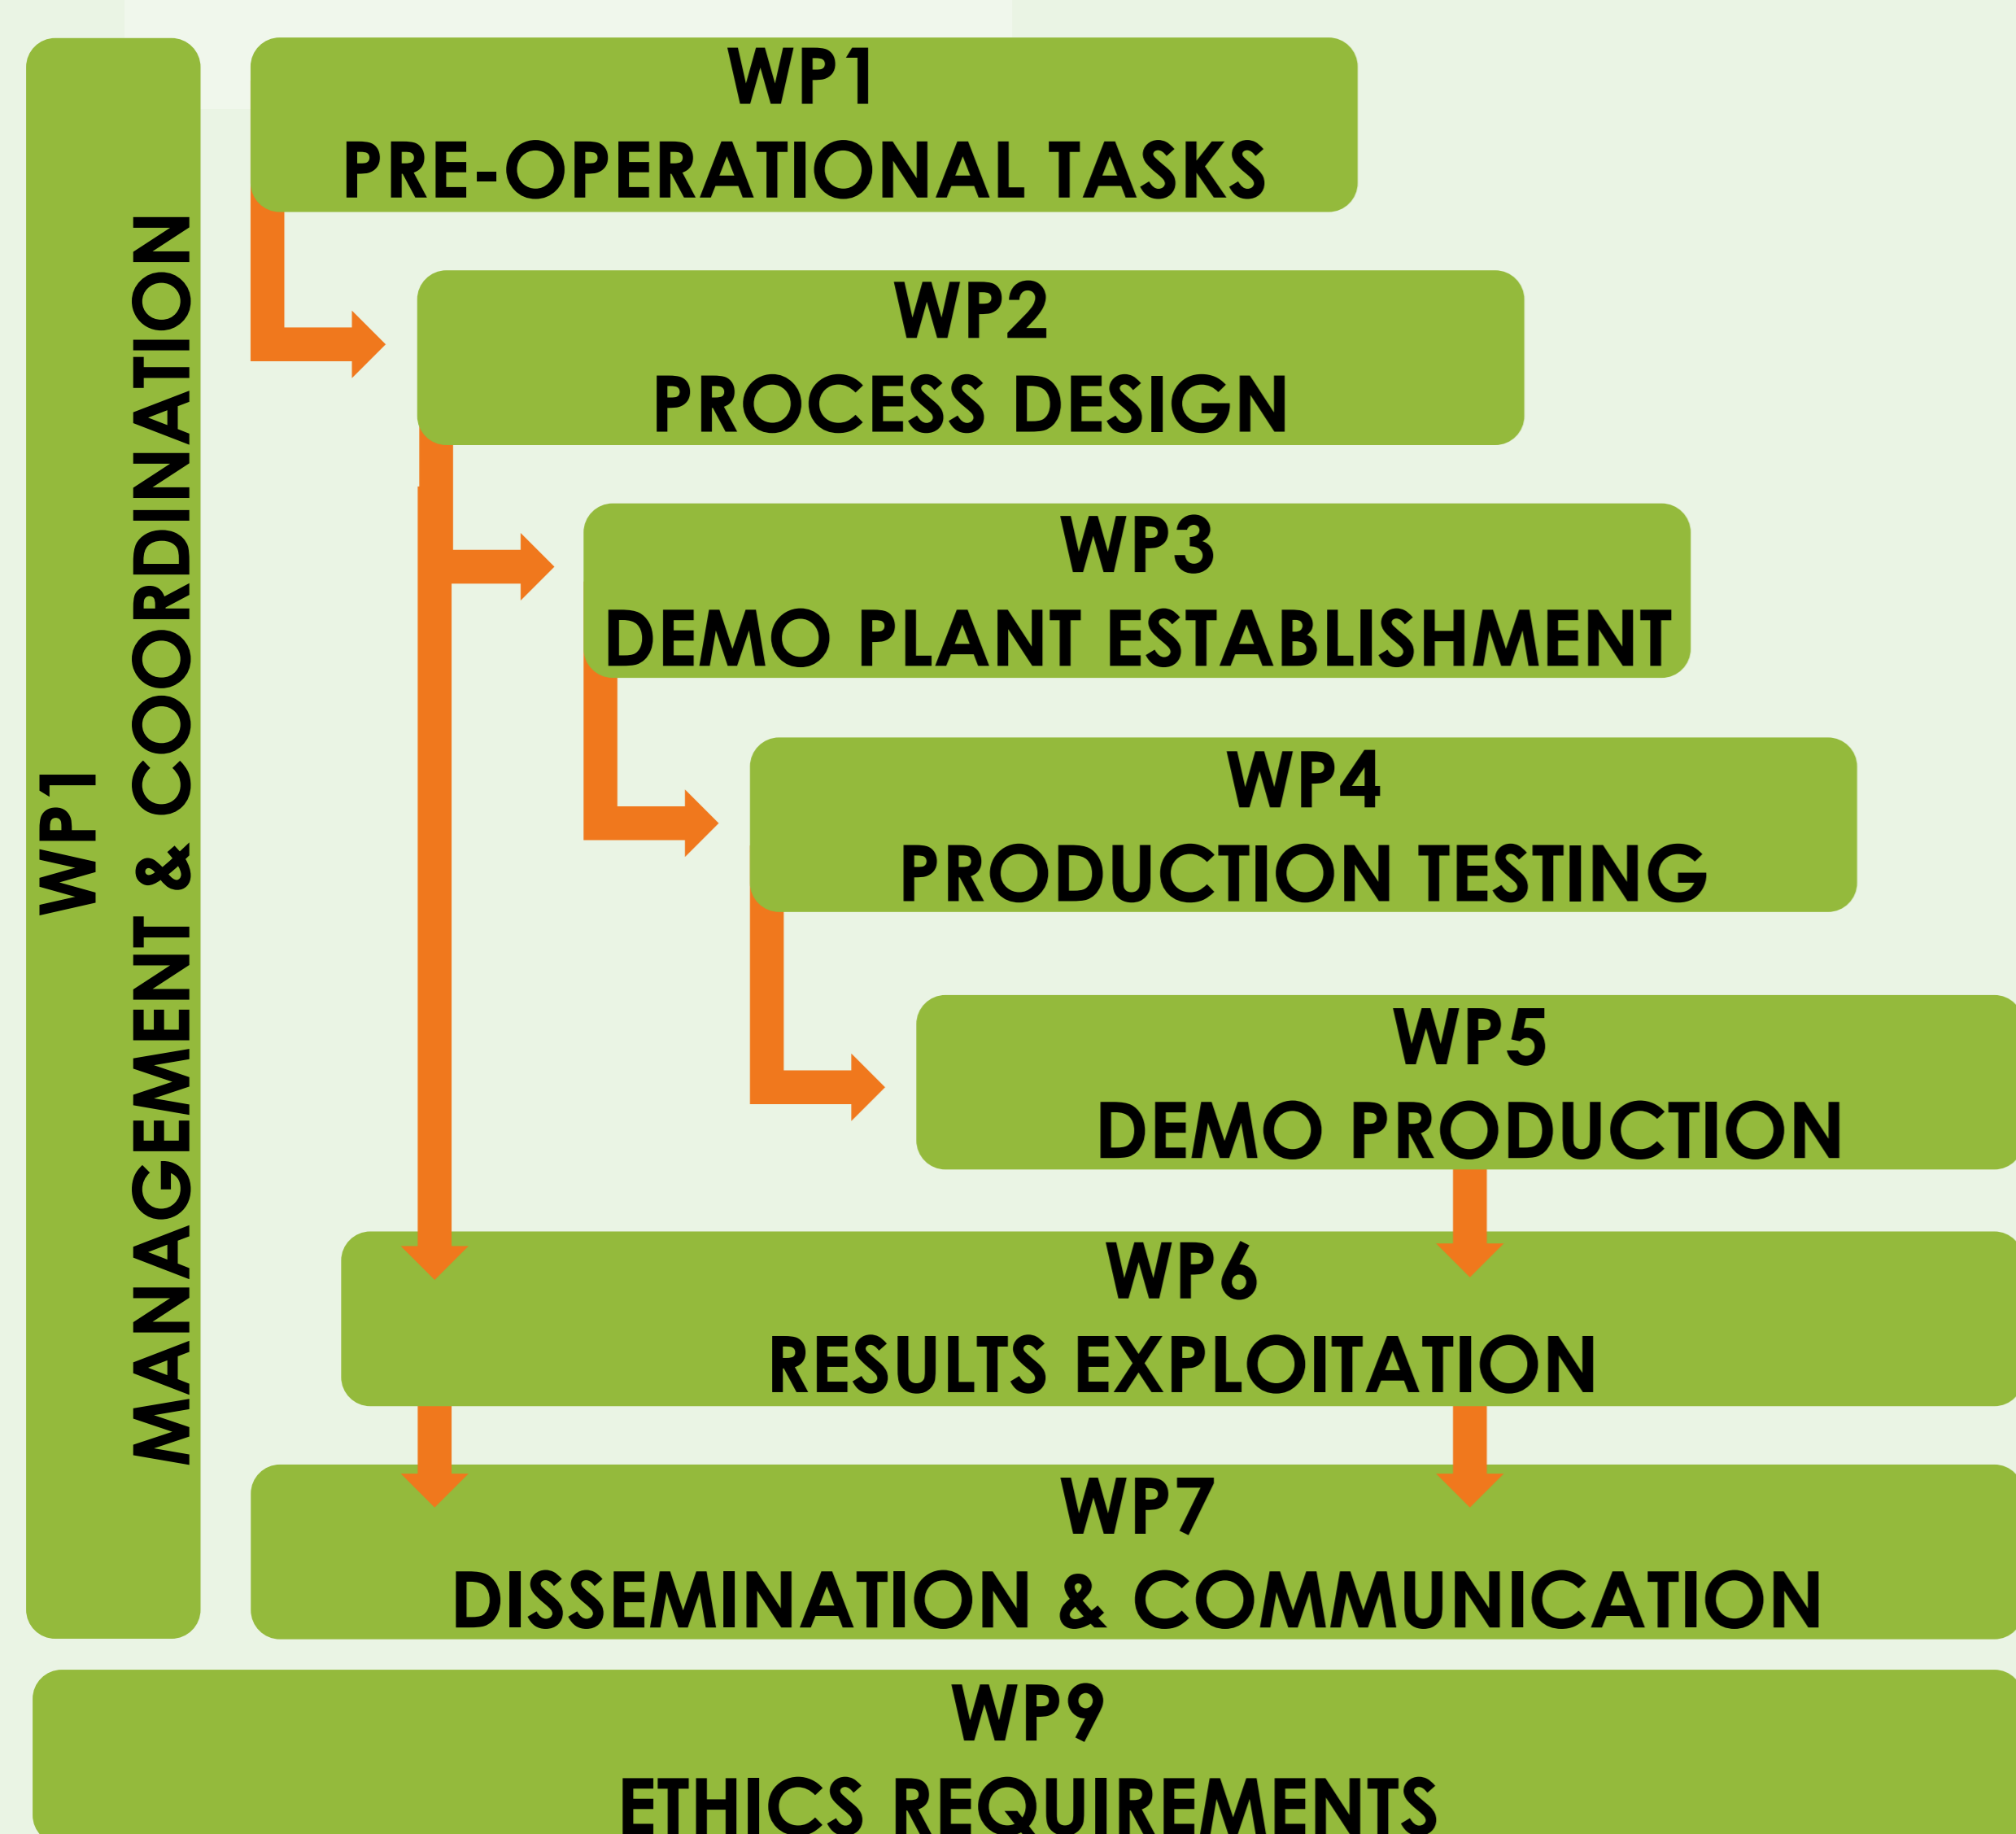 WP1
MANAGEMENT & COORDINATION
WP1
PRE-OPERATIONAL TASKS
WP2
PROCESS DESIGN
WP3
DEMO PLANT ESTABLISHMENT
WP4
PRODUCTION TESTING
WP5
DEMO PRODUCTION
WP6
RESULTS EXPLOITATION
WP7
DISSEMINATION & COMMUNICATION
WP9
ETHICS REQUIREMENTS